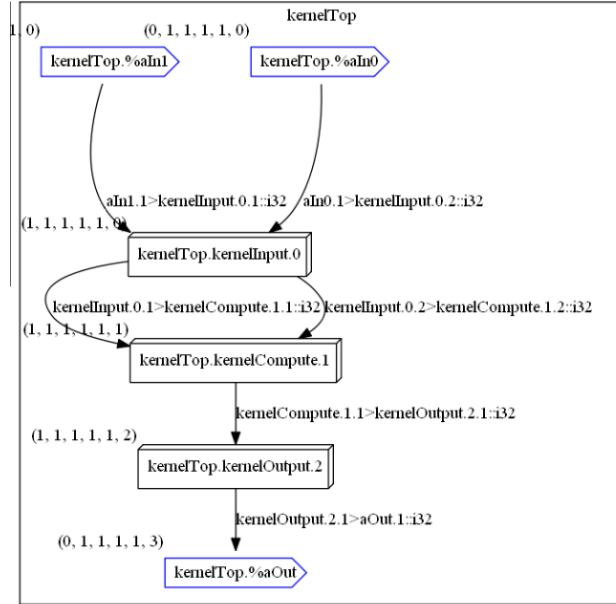 kernelTop
1, 0)
(0, 1, 1, 1, 1, 0)
kernelTop.%aIn1
kernelTop.%aIn0
aIn1.1>kernelInput.0.1::i32
aIn0.1>kernelInput.0.2::i32
(1, 1, 1, 1, 1, 0)
kernelTop.kernelInput.0
kernelInput.0.1>kernelCompute.1.1::i32
kernelInput.0.2>kernelCompute.1.2::i32
(1, 1, 1, 1, 1, 1)
kernelTop.kernelCompute.1
kernelCompute.1.1>kernelOutput.2.1::i32
(1, 1, 1, 1, 1, 2)
kernelTop.kernelOutput.2
kernelOutput.2.1>aOut.1::i32
(0, 1, 1, 1, 1, 3)
kernelTop.%aOut